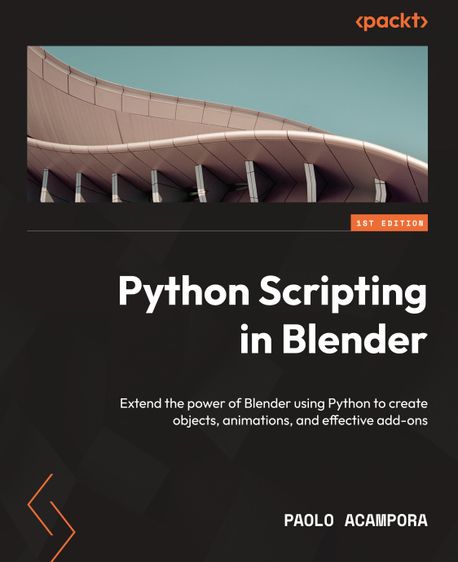 <packt>
1ST EDITION
Python Scripting
in Blender
Extend the power of Blender using Python to create
objects, animations, and effective add-ons
PAOLO ACAMPORA